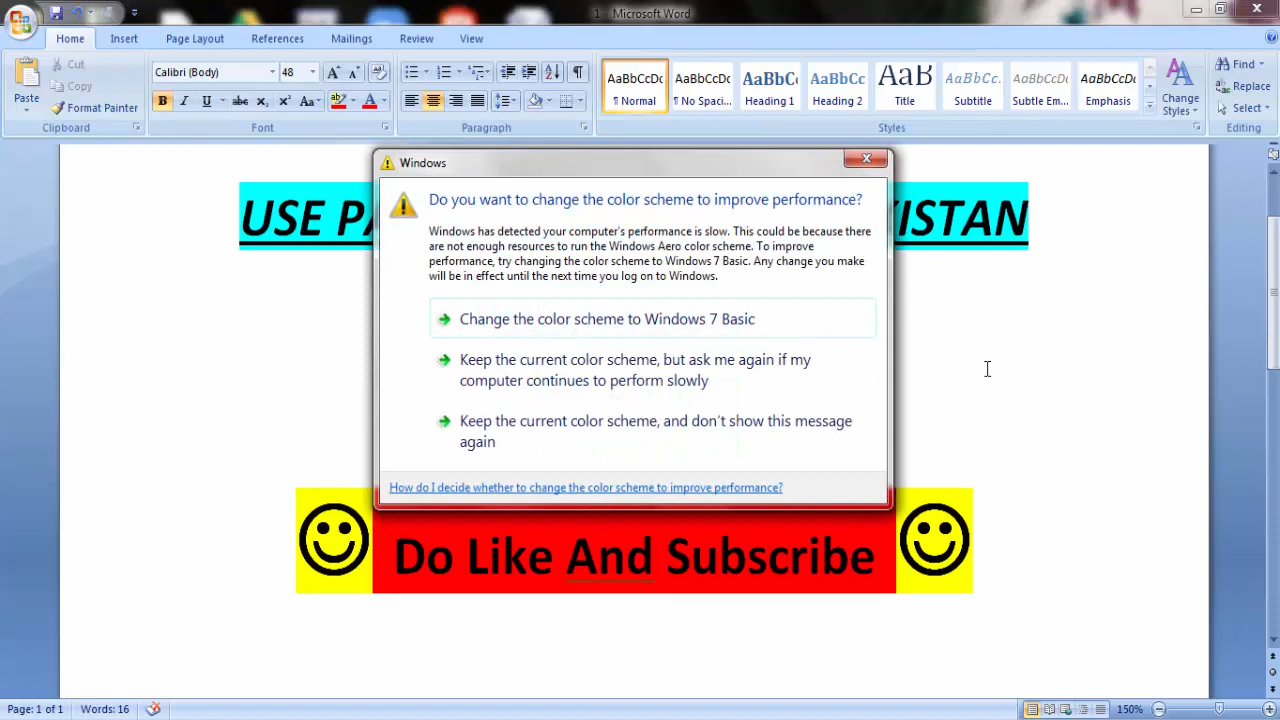 1 - Microsoft Word
Home Insert Page Layout References Mailings Review View
Paste
Cut
Copy
Format Painter
Clipboard
Calibri (Body) 48
Font
Paragraph
AaBbCcDc AaBbCcDc AaBbCc AaBbCc AaB AaBbCc. AaBbCcDc AaBbCcDc
¶ Normal ¶ No Spaci... Heading 1 Heading 2 Title Subtitle Subtle Em... Emphasis
Change Styles
Styles
Find
Replace
Select
Editing
USE PA
KISTAN
Windows
Do you want to change the color scheme to improve performance?
Windows has detected your computer's performance is slow. This could be because there
are not enough resources to run the Windows Aero color scheme. To improve
performance, try changing the color scheme to Windows 7 Basic. Any change you make
will be in effect until the next time you log on to Windows.
Change the color scheme to Windows 7 Basic
Keep the current color scheme, but ask me again if my
computer continues to perform slowly
Keep the current color scheme, and don't show this message
again
How do I decide whether to change the color scheme to improve performance?
Do Like And Subscribe
Page: 1 of 1 Words: 16 150%